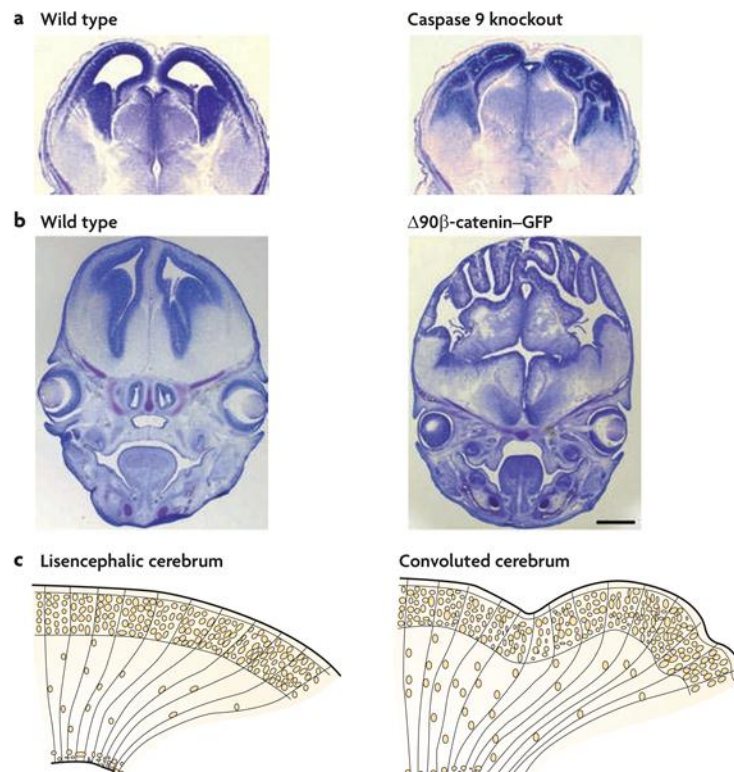 a Wild type
Caspase 9 knockout
b Wild type
Δ90β-catenin–GFP
c Lisencephalic cerebrum
Convoluted cerebrum